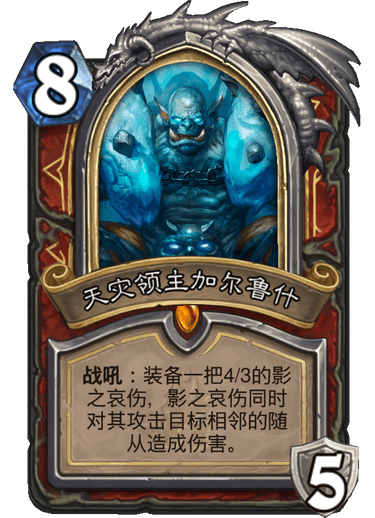 8
天灾领主加尔鲁什
战吼：装备一把4/3的影
之哀伤，影之哀伤同时
对其攻击目标相邻的随
从造成伤害。
5